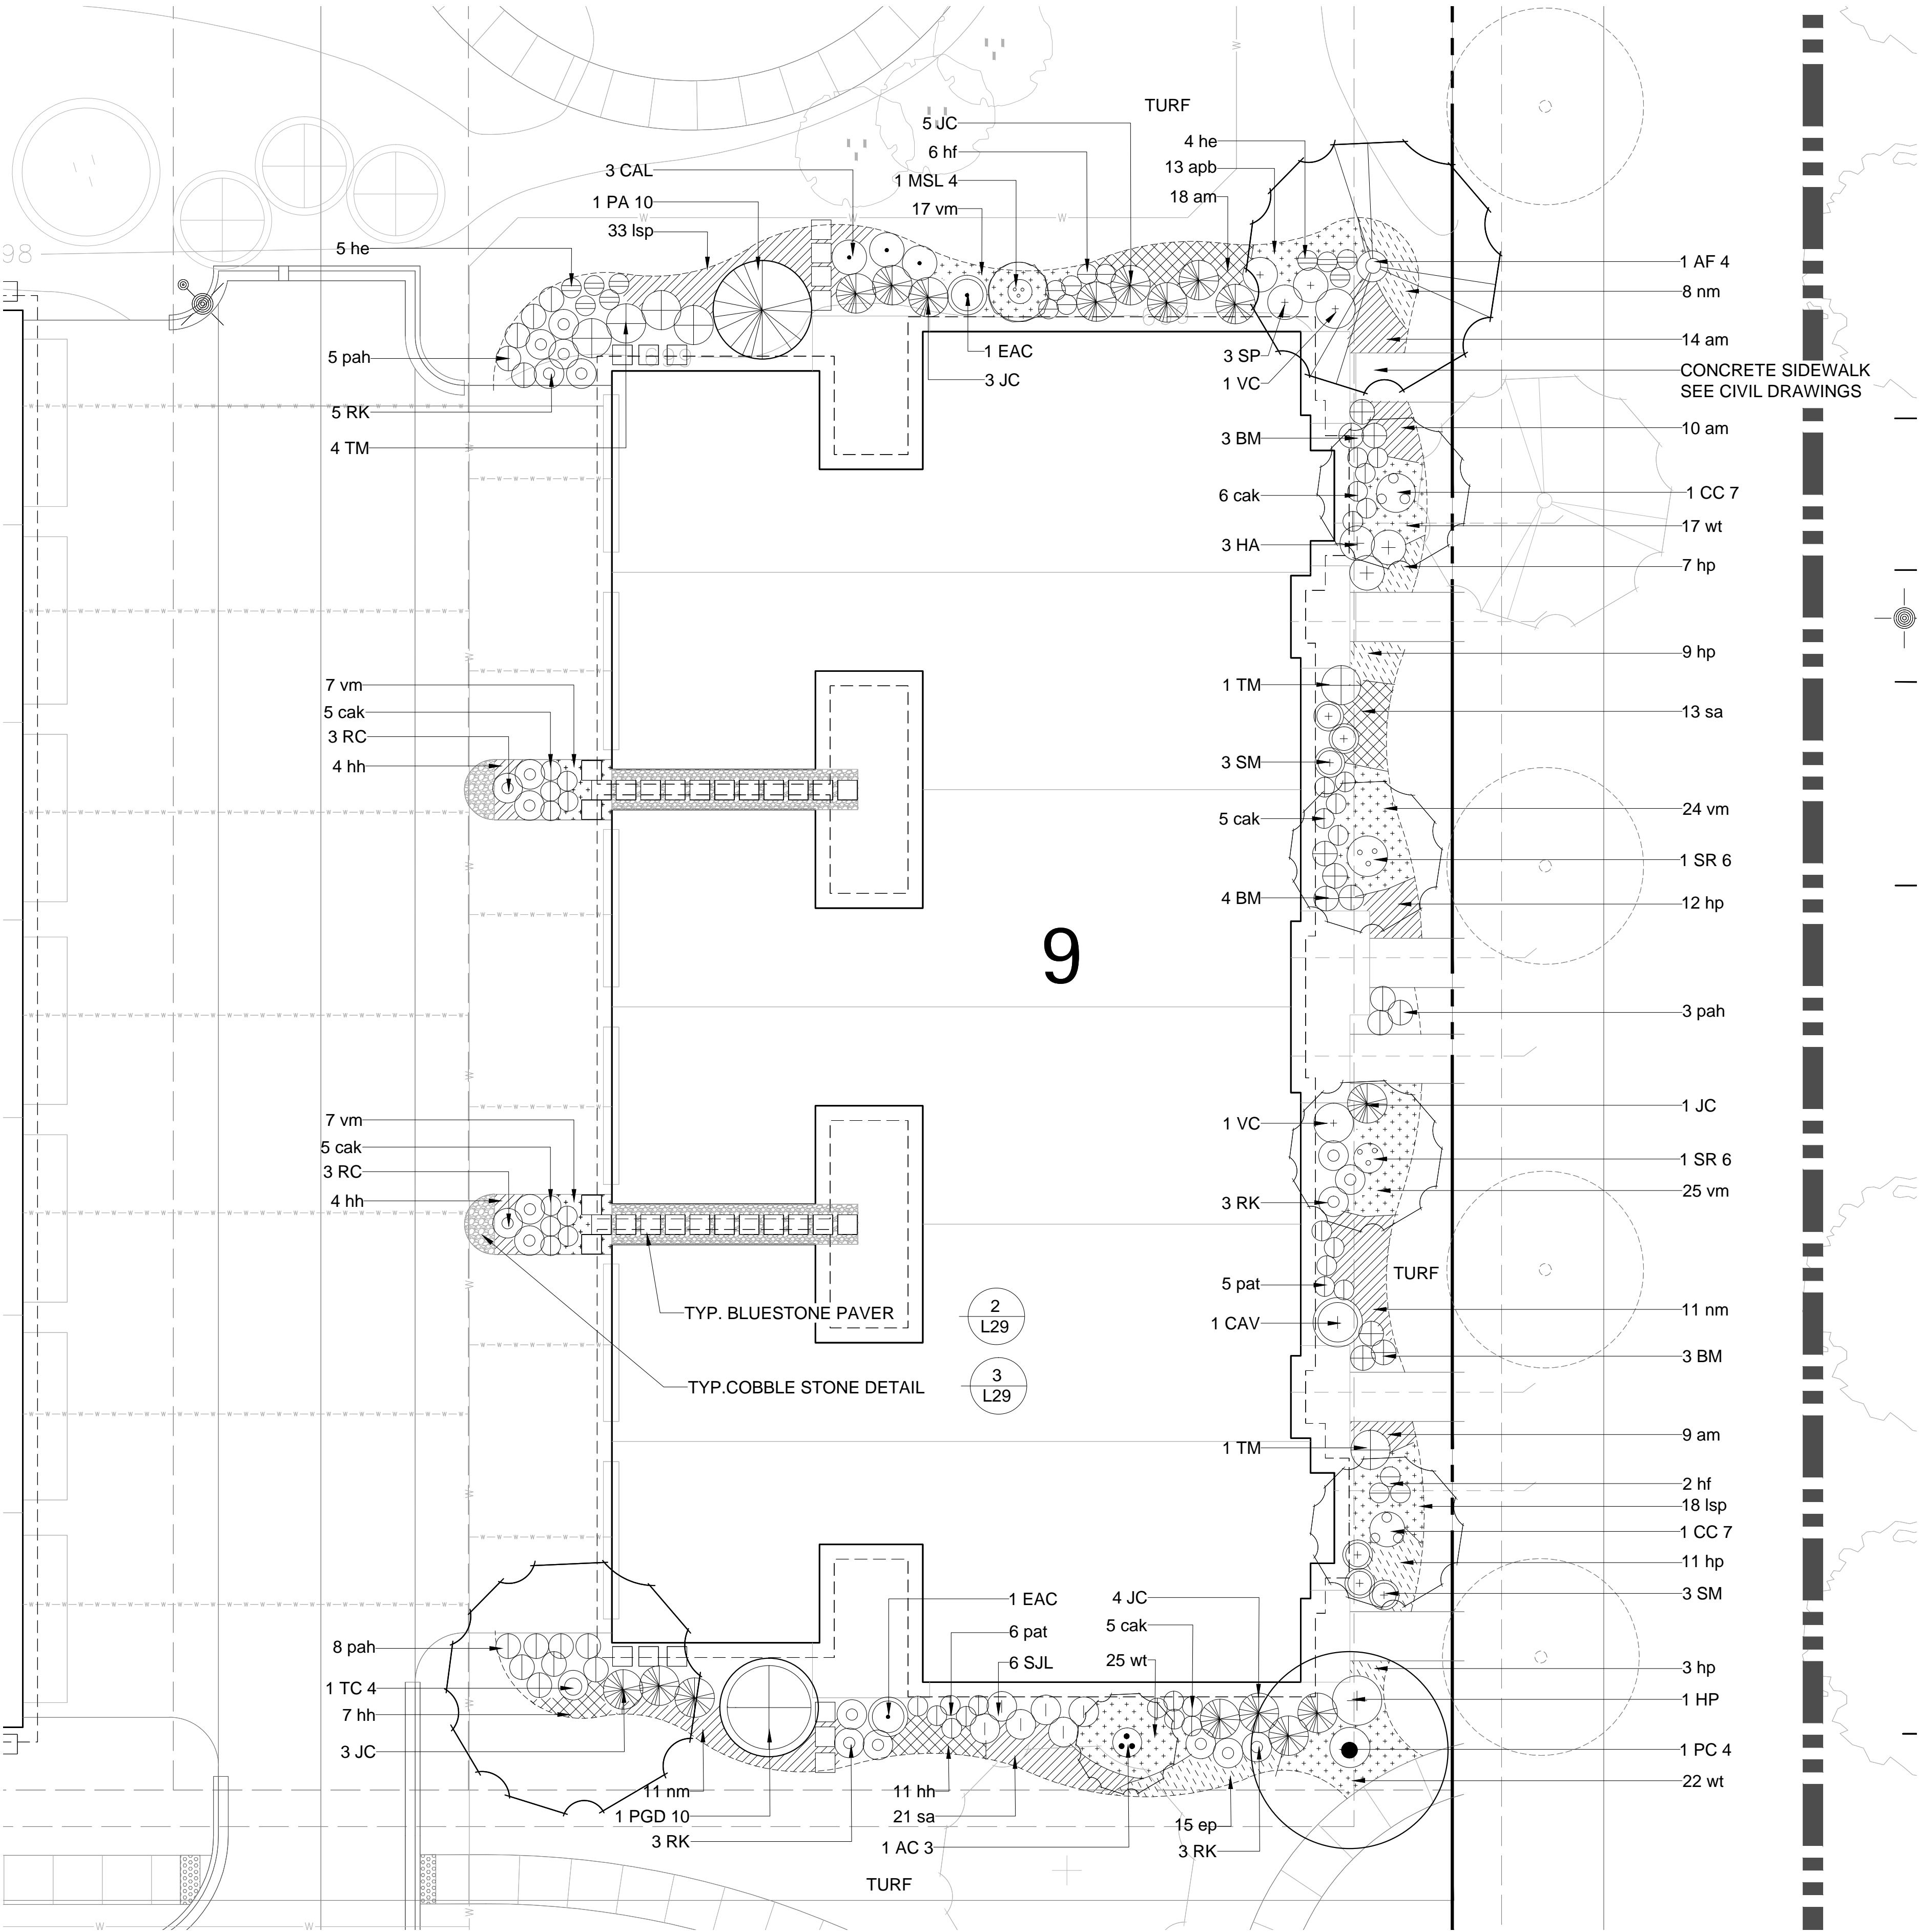 TURF
5 JC
6 hf
1 MSL 4
17 vm
3 CAL
1 PA 10
33 lsp
4 he
13 apb
18 am
5 he
98
1 AF 4
8 nm
14 am
CONCRETE SIDEWALK
SEE CIVIL DRAWINGS
5 pah
5 RK
4 TM
1 EAC
3 JC
3 SP
1 VC
3 BM
6 cak
3 HA
10 am
1 CC 7
17 wt
7 hp
9 hp
1 TM
13 sa
3 SM
24 vm
5 cak
1 SR 6
4 BM
12 hp
7 vm
5 cak
3 RC
4 hh
9
3 pah
7 vm
5 cak
3 RC
4 hh
1 JC
1 VC
1 SR 6
25 vm
3 RK
TURF
5 pat
11 nm
1 CAV
3 BM
TYP. BLUESTONE PAVER
2
L29
TYP.COBBLE STONE DETAIL
3
L29
9 am
1 TM
2 hf
18 lsp
1 CC 7
11 hp
3 SM
1 EAC
6 pat
6 SJL
4 JC
5 cak
25 wt
8 pah
1 TC 4
7 hh
3 JC
3 hp
1 HP
1 PC 4
22 wt
11 nm
1 PGD 10
3 RK
11 hh
21 sa
1 AC 3
15 ep
3 RK
TURF